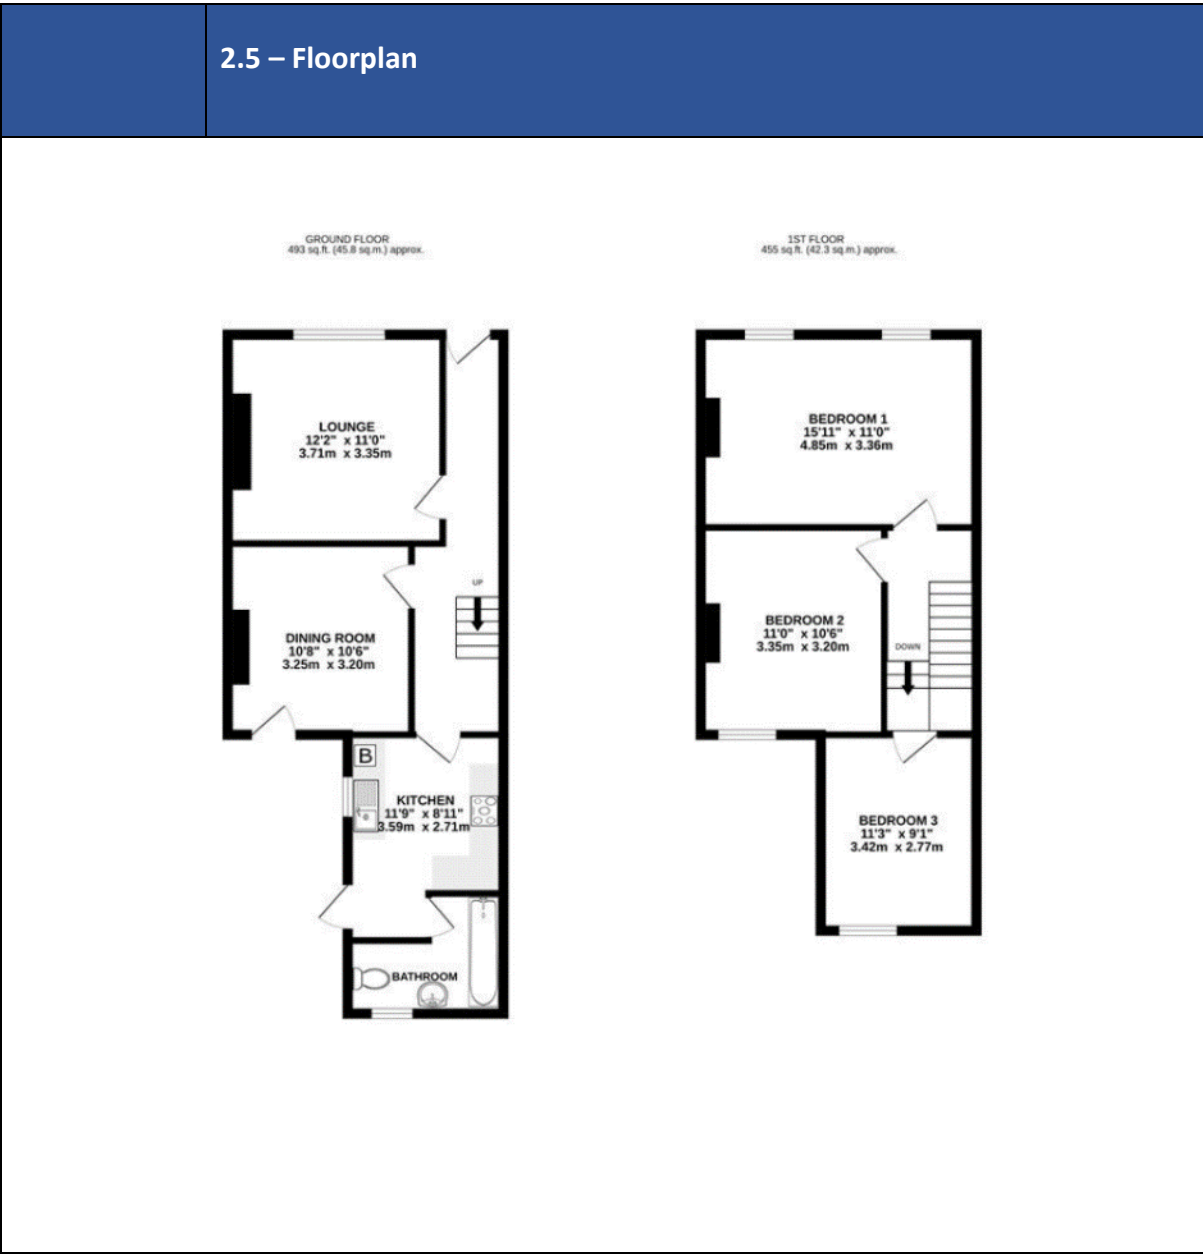 2.5 – Floorplan
GROUND FLOOR
493 sq.ft. (45.8 sq.m.) approx.
1ST FLOOR
455 sq.ft. (42.3 sq.m.) approx.
LOUNGE
12'2" x 11'0"
3.71m x 3.35m
UP
DINING ROOM
10'8" x 10'6"
3.25m x 3.20m
B
KITCHEN
11'9" x 8'11"
3.59m x 2.71m
BATHROOM
BEDROOM 1
15'11" x 11'0"
4.85m x 3.36m
BEDROOM 2
11'0" x 10'6"
3.35m x 3.20m
DOWN
BEDROOM 3
11'3" x 9'1"
3.42m x 2.77m